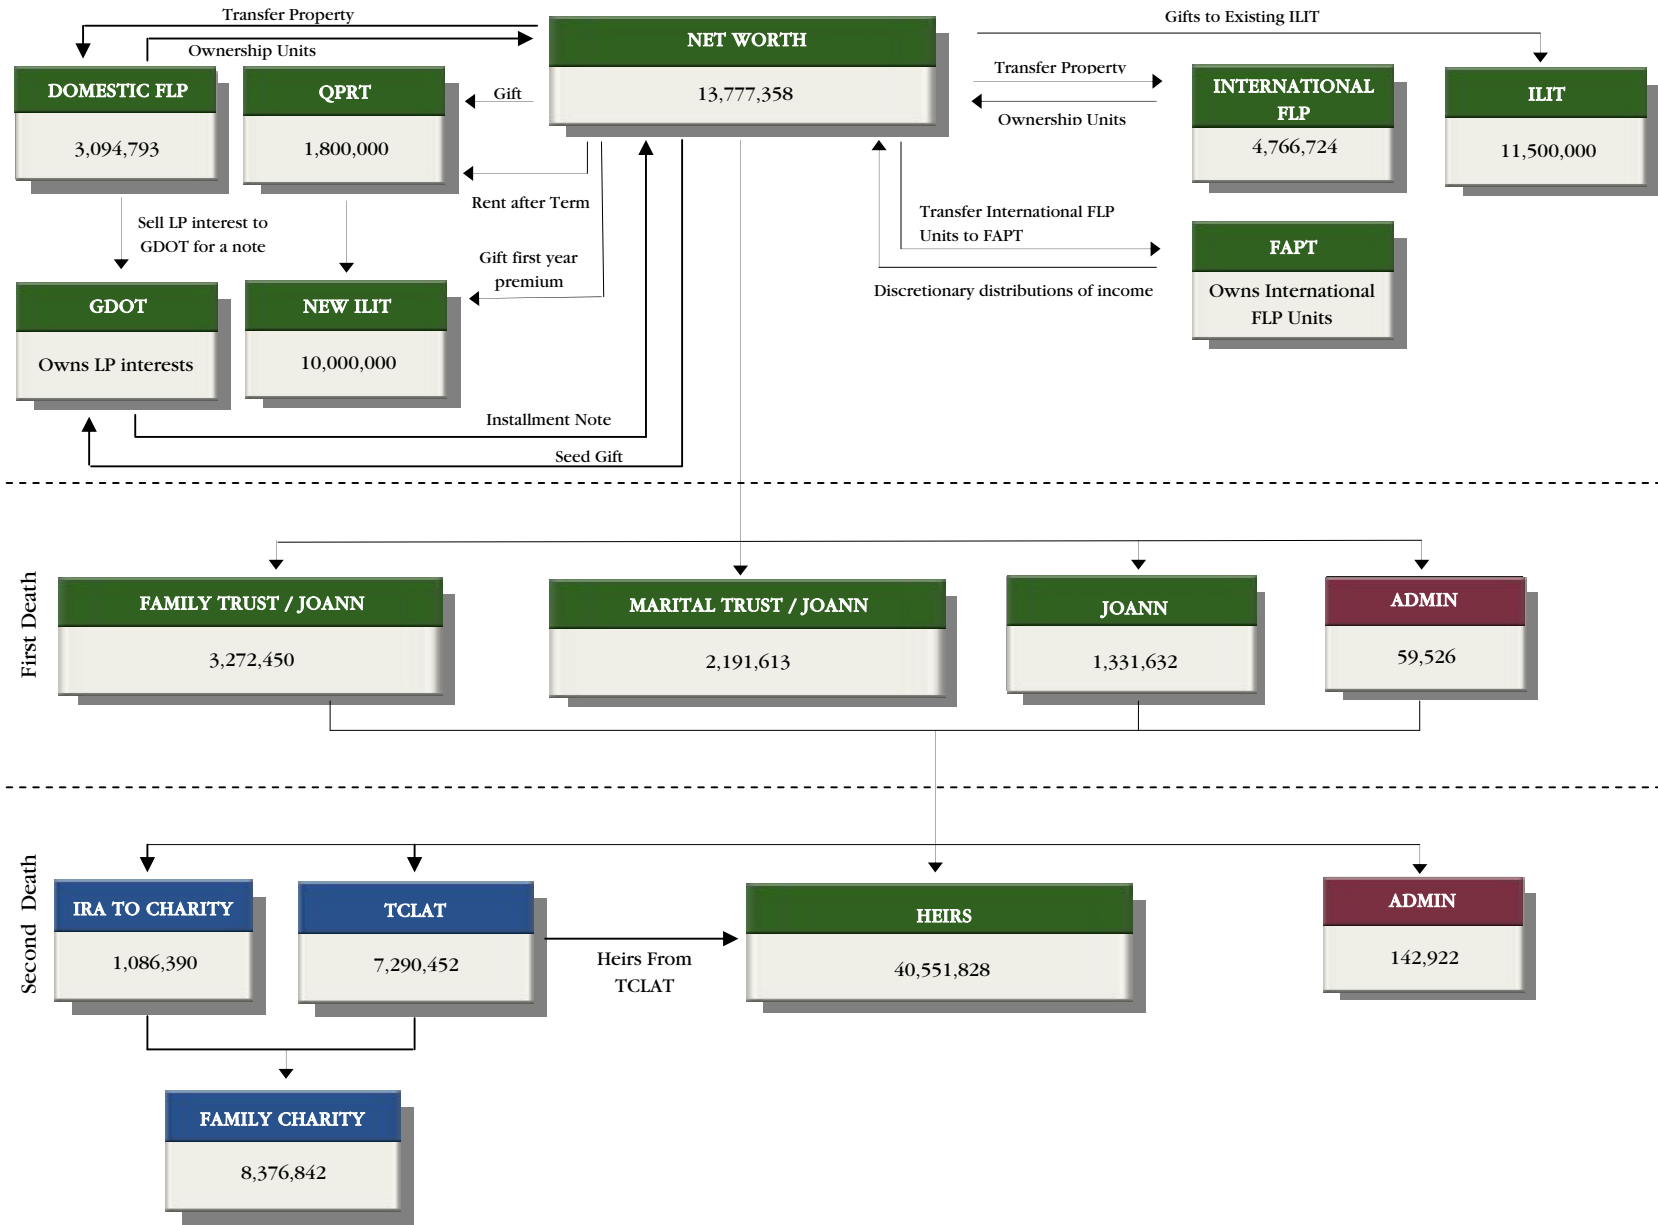 Transfer Property
Gifts to Existing ILIT
Ownership Units
NET WORTH
13,777,358
DOMESTIC FLP
3,094,793
QPRT
1,800,000
Gift
Transfer Property
Ownership Units
INTERNATIONAL
FLP
4,766,724
ILIT
11,500,000
Rent after Term
Sell LP interest to
GDOT for a note
Transfer International FLP
Units to FAPT
FAPT
Owns International
FLP Units
Gift first year
premium
Discretionary distributions of income
GDOT
Owns LP interests
NEW ILIT
10,000,000
Installment Note
Seed Gift
First Death
FAMILY TRUST / JOANN
3,272,450
MARITAL TRUST / JOANN
2,191,613
JOANN
1,331,632
ADMIN
59,526
Second Death
IRA TO CHARITY
1,086,390
TCLAT
7,290,452
Heirs From
TCLAT
HEIRS
40,551,828
ADMIN
142,922
FAMILY CHARITY
8,376,842